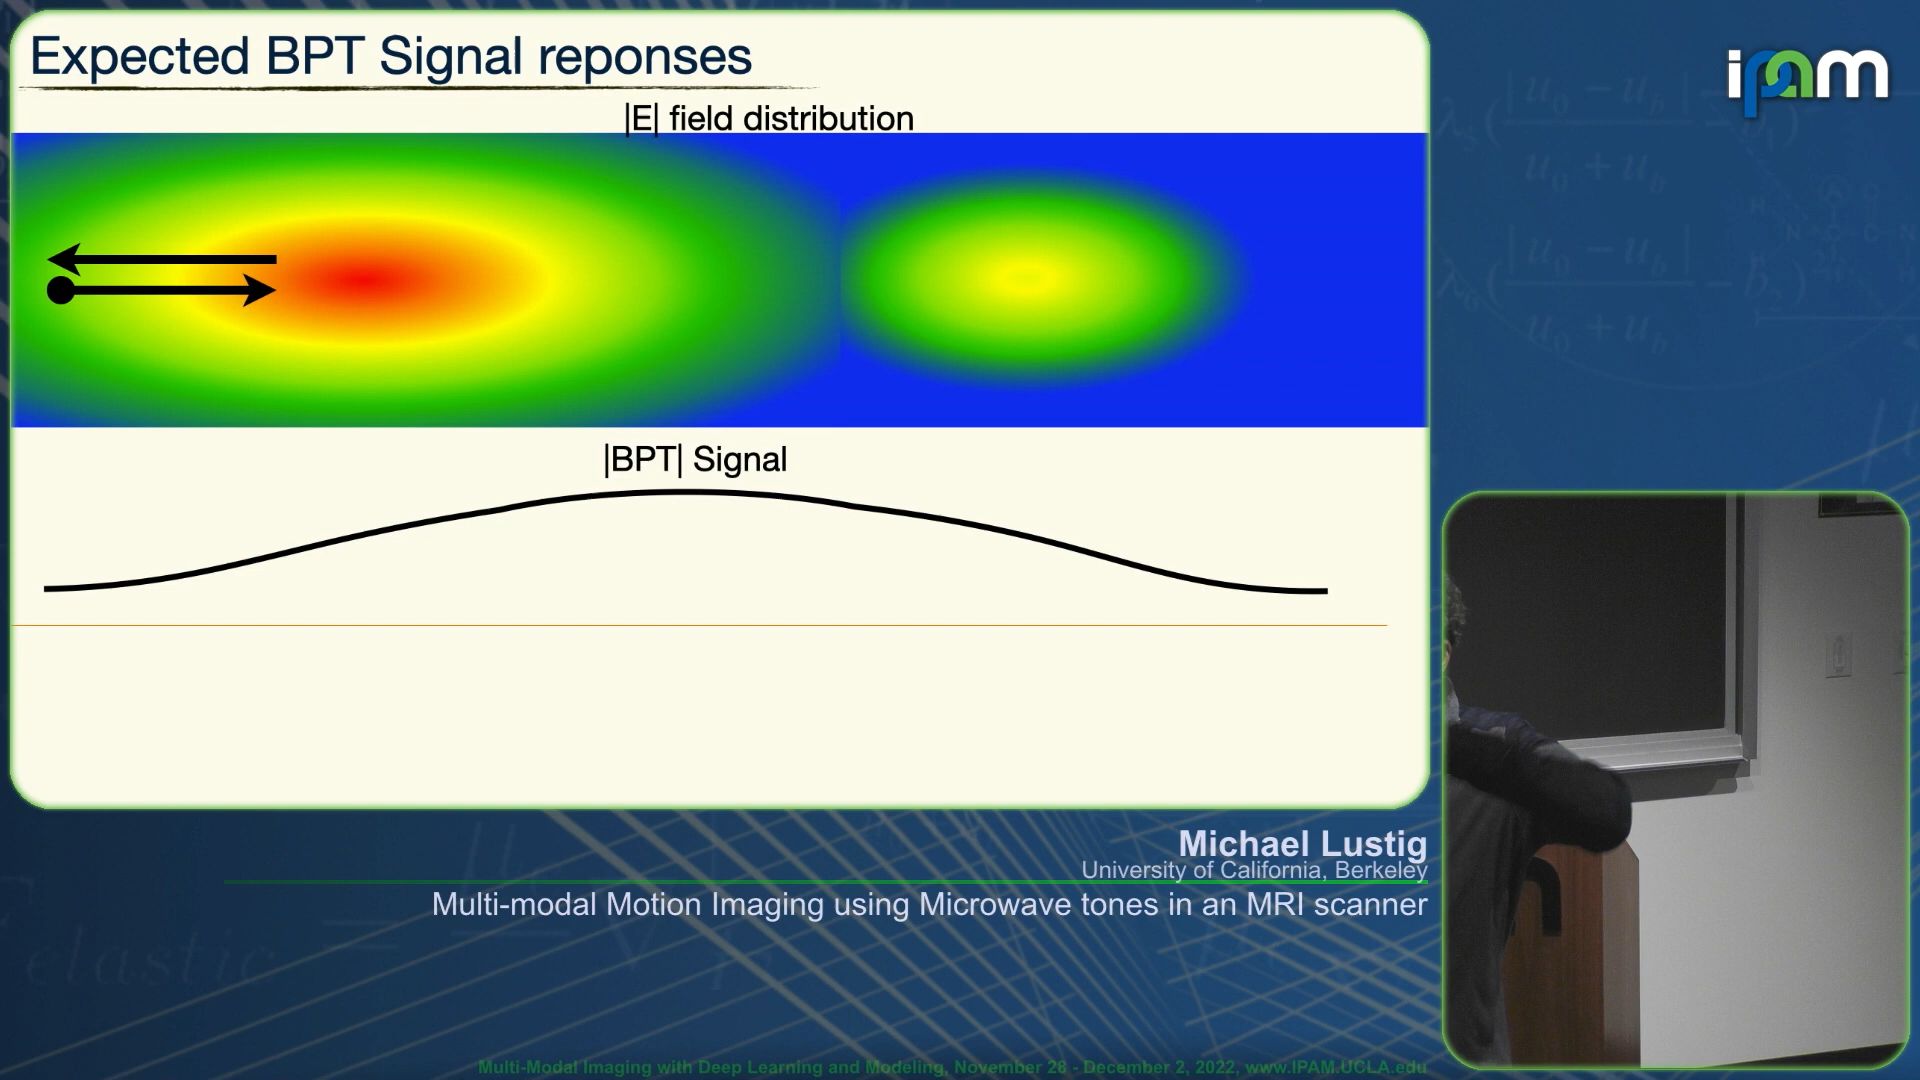 Expected BPT Signal reponses
|E| field distribution
|BPT| Signal
ipam
Michael Lustig
University of California, Berkeley
Multi-modal Motion Imaging using Microwave tones in an MRI scanner
Multi-Modal Imaging with Deep Learning and Modeling, November 28 - December 2, 2022, www.IPAM.UCLA.edu
elastic